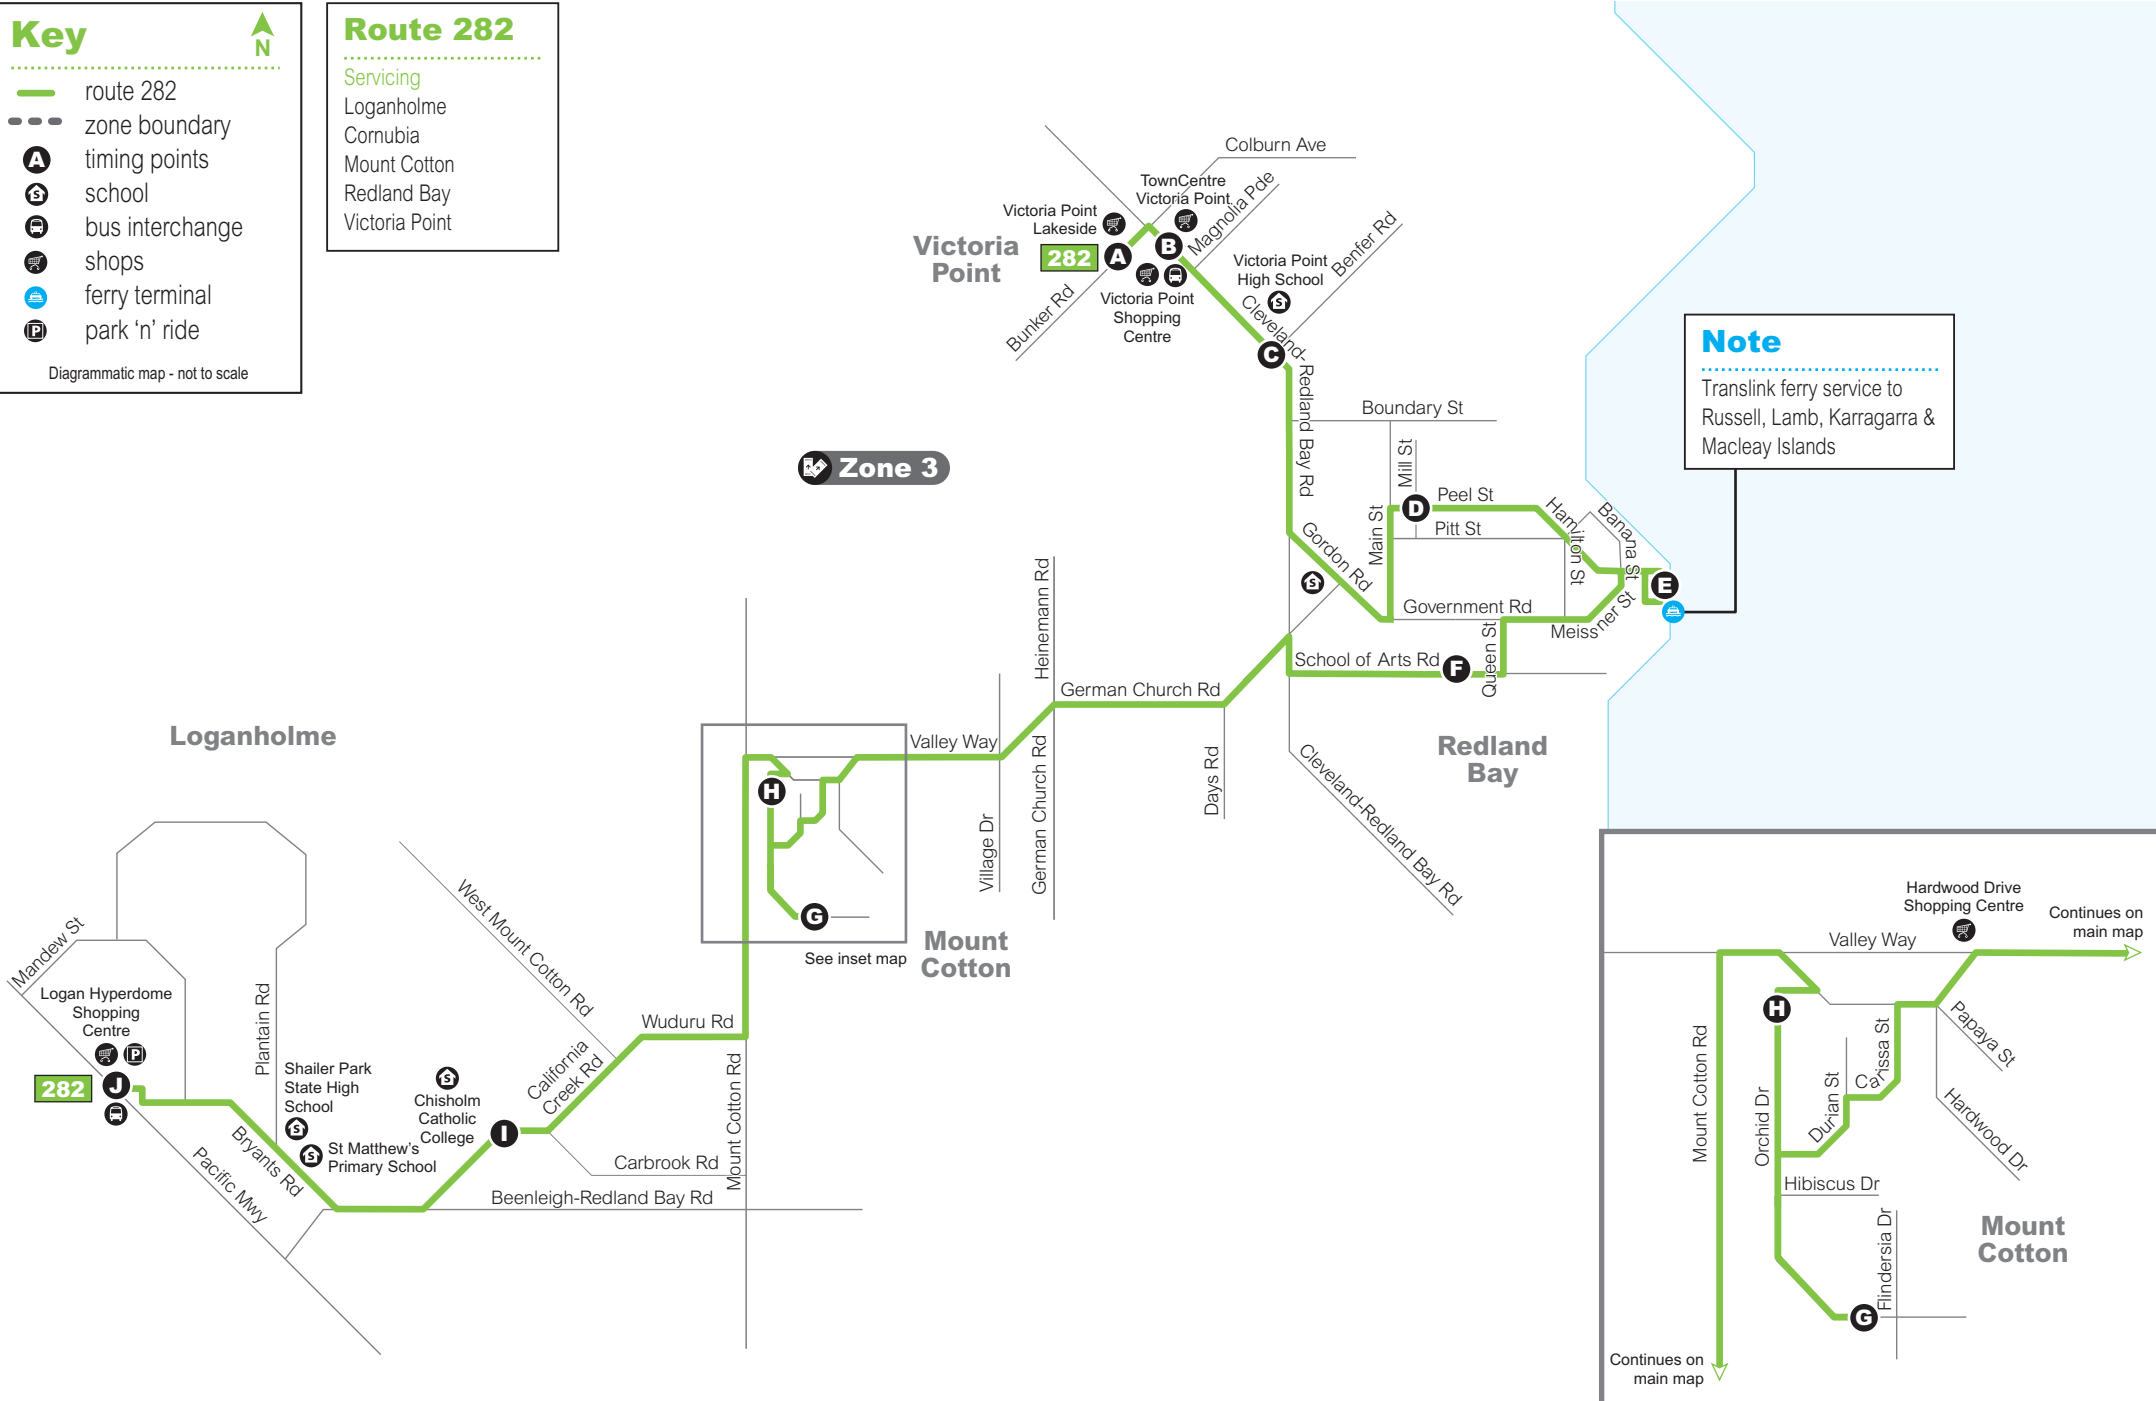 Key
N
route 282
zone boundary
A
timing points
S
school
bus interchange
shops
ferry terminal
P
park ‘n’ ride
Diagrammatic map - not to scale
Route 282
Servicing
Loganholme
Cornubia
Mount Cotton
Redland Bay
Victoria Point
Colburn Ave
TownCentre
Victoria Point
Magnolia Pde
Victoria Point
Lakeside
Victoria
Point
282
A
B
Benfer Rd
Victoria Point
High School
S
Bunker Rd
Victoria Point
Shopping
Centre
Cleveland-
Redland Bay Rd
C
Note
Translink ferry service to
Russell, Lamb, Karragarra &
Macleay Islands
Boundary St
Mill St
Zone 3
D
Peel St
Pitt St
Main St
Hamilton St
Banana St
Gordon Rd
S
E
Government Rd
Meissner St
Heinemann Rd
School of Arts Rd
F
Queen St
German Church Rd
Redland
Bay
Loganholme
Valley Way
Days Rd
German Church Rd
Village Dr
Cleveland-Redland Bay Rd
H
G
See inset map
Mount
Cotton
West Mount Cotton Rd
Mandew St
Logan Hyperdome
Shopping
Centre
P
Plantain Rd
282
J
Wuduru Rd
California
Creek Rd
Mount Cotton Rd
Shailer Park
State High
School
S
S
St Matthew’s
Primary School
S
Chisholm
Catholic
College
I
Bryants Rd
Pacific Mwy
Carbrook Rd
Beenleigh-Redland Bay Rd
Hardwood Drive
Shopping Centre
Continues on
main map
Valley Way
H
Papaya St
Carissa St
Durian St
Hardwood Dr
Mount Cotton Rd
Orchid Dr
Hibiscus Dr
Mount
Cotton
Flindersia Dr
G
Continues on
main map